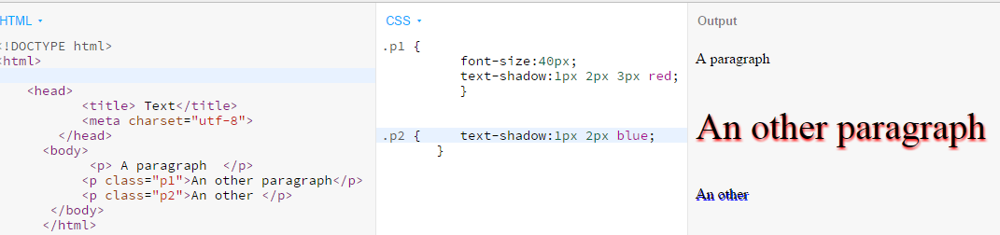 HTML
<!DOCTYPE html>
<html>
<head>
<title> Text</title>
<meta charset="utf-8">
</head>
<body>
<p> A paragraph </p>
<p class="p1">An other paragraph</p>
<p class="p2">An other </p>
</body>
</html>
CSS
.p1 {
font-size:40px;
text-shadow:1px 2px 3px red;
}
.p2 { text-shadow:1px 2px blue;
}
Output
A paragraph
An other paragraph
An other